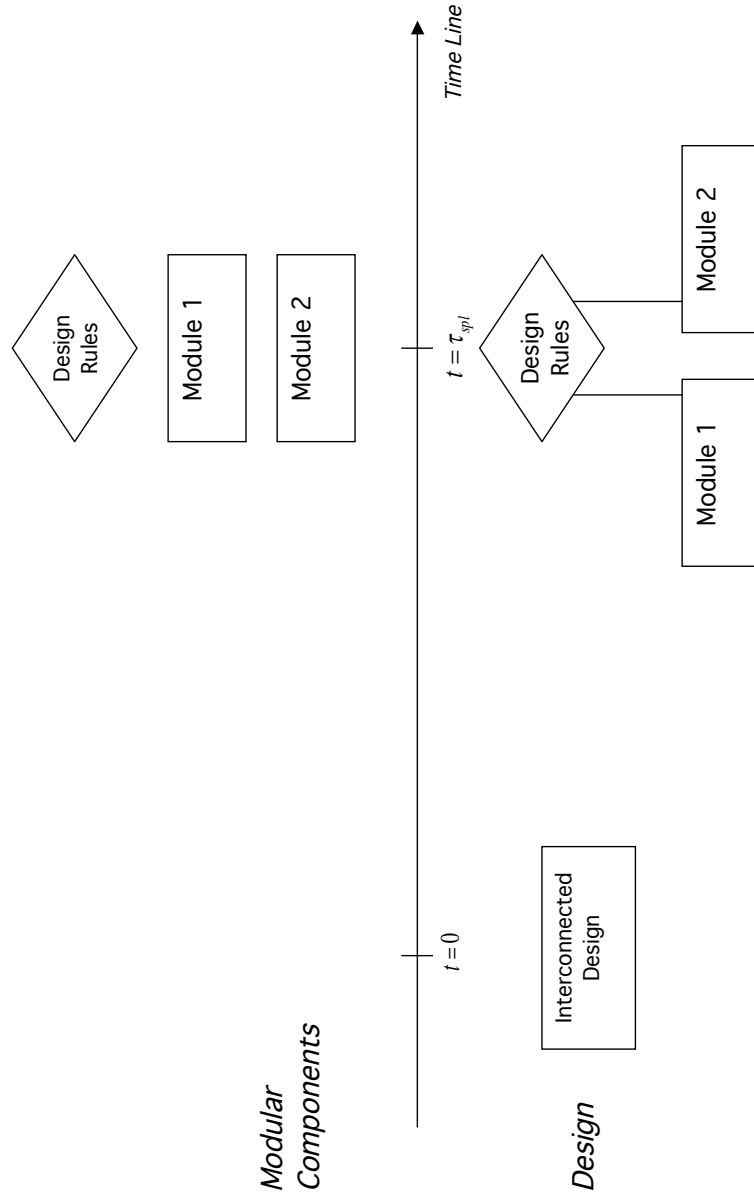 Design
Rules
Module 1
Module 2
Modular
Components
t = 0
t = τspl
Time Line
Design
Rules
Interconnected
Design
Design
Module 1
Module 2